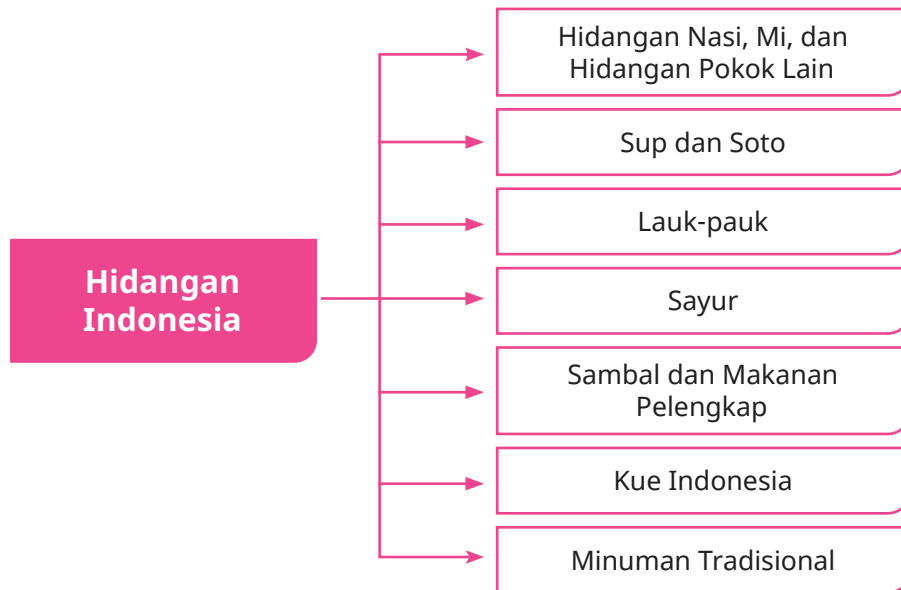 Hidangan
Indonesia
Hidangan Nasi, Mi, dan
Hidangan Pokok Lain
Sup dan Soto
Lauk-pauk
Sayur
Sambal dan Makanan
Pelengkap
Kue Indonesia
Minuman Tradisional